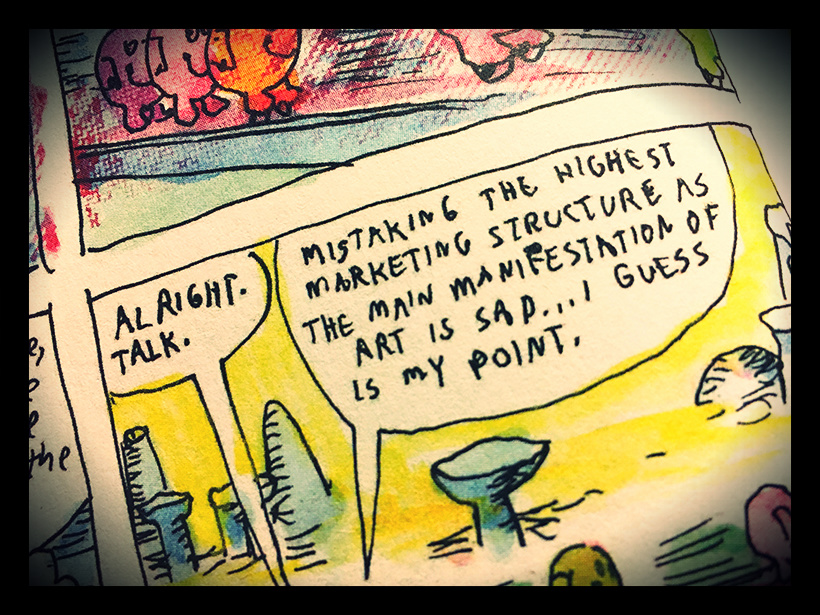 ALRIGHT.
TALK.
MISTAKING THE HIGHEST
MARKETING STRUCTURE AS
THE MAIN MANIFESTATION OF
ART IS SAD...I GUESS
IS MY POINT.
the